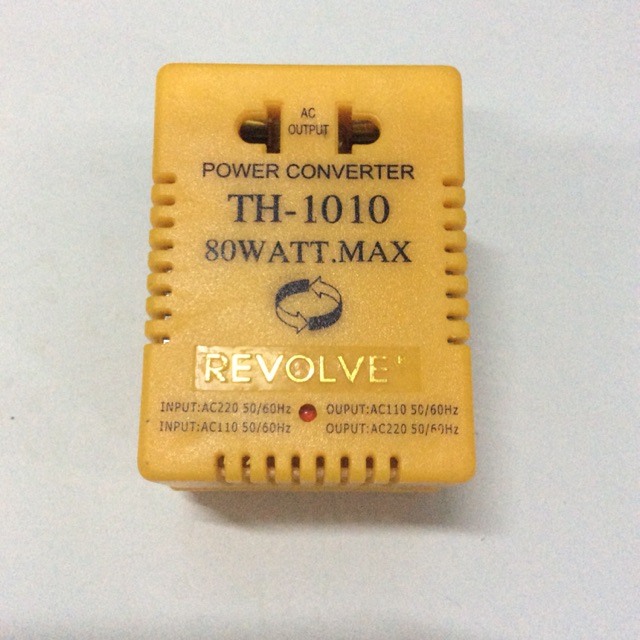 AC
OUTPUT
POWER CONVERTER
TH-1010
80WATT.MAX
REVOLVE+
INPUT:AC220 50/60Hz OUPUT:AC110 50/60Hz
INPUT:AC110 50/60Hz OUPUT:AC220 50/60Hz